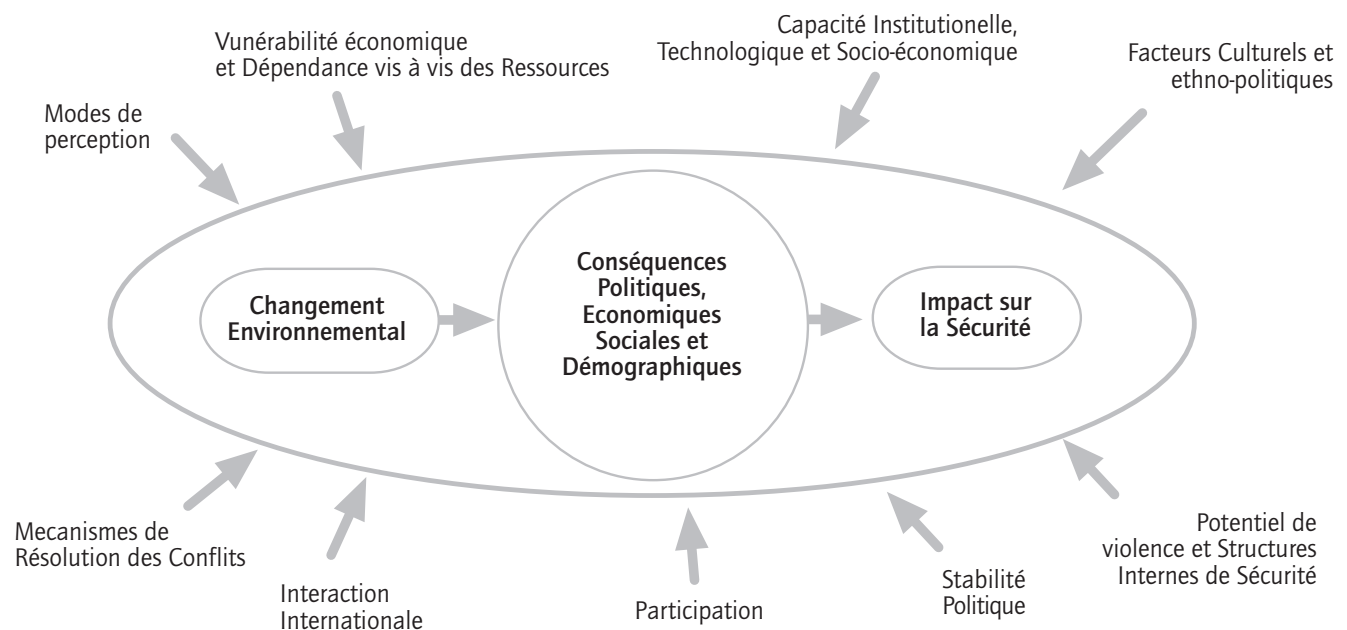 Vunérabilité économique
et Dépendance vis à vis des Ressources
Capacité Institutionelle,
Technologique et Socio-économique
Facteurs Culturels et
ethno-politiques
Modes de
perception
Changement
Environnemental
Conséquences
Politiques,
Economiques
Sociales et
Démographiques
Impact sur
la Sécurité
Mecanismes de
Résolution des Conflits
Interaction
Internationale
Participation
Stabilité
Politique
Potentiel de
violence et Structures
Internes de Sécurité